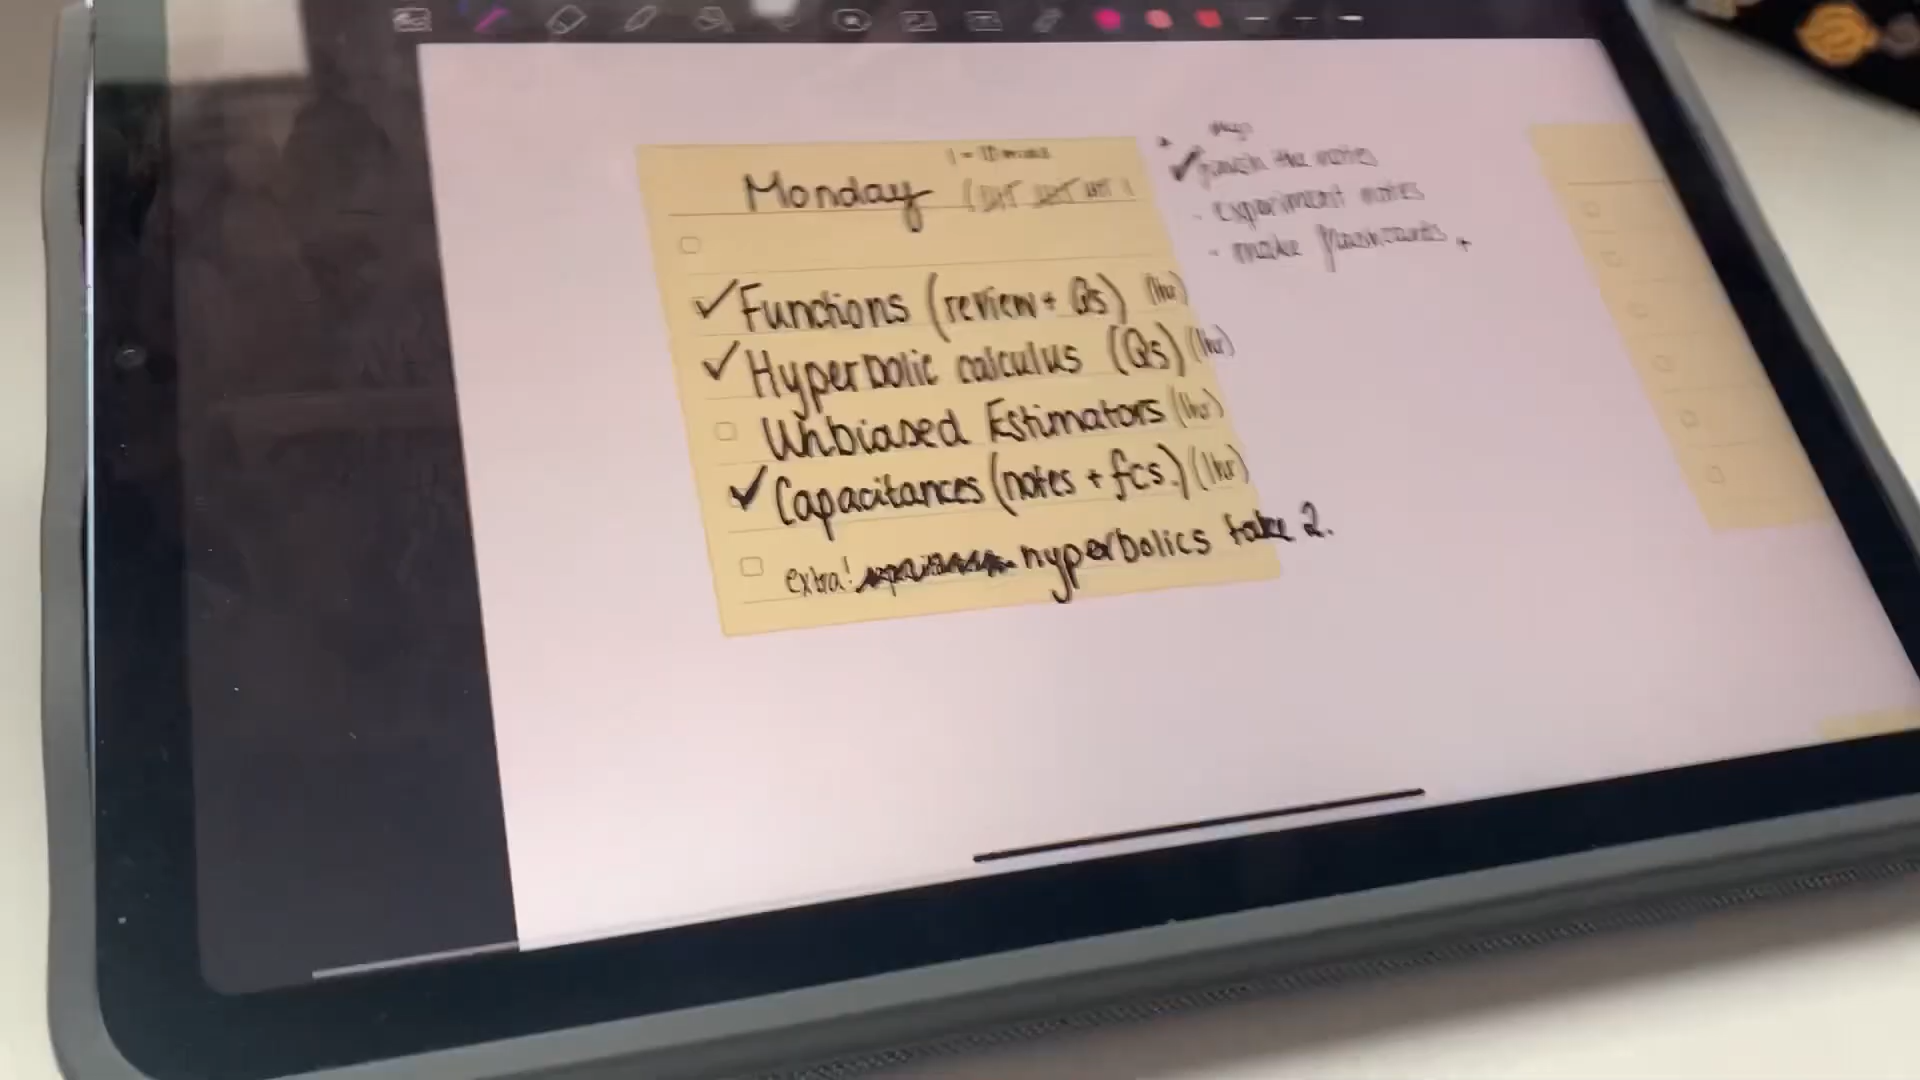 Monday
Functions (review + Qs) (1hr)
Hyperbolic calculus (Qs) (1hr)
Unbiased Estimators (1hr)
Capacitances (notes + fcs.) (1hr)
extra! hyperbolics take 2.
finish the notes
- experiment notes
- make flashcards +